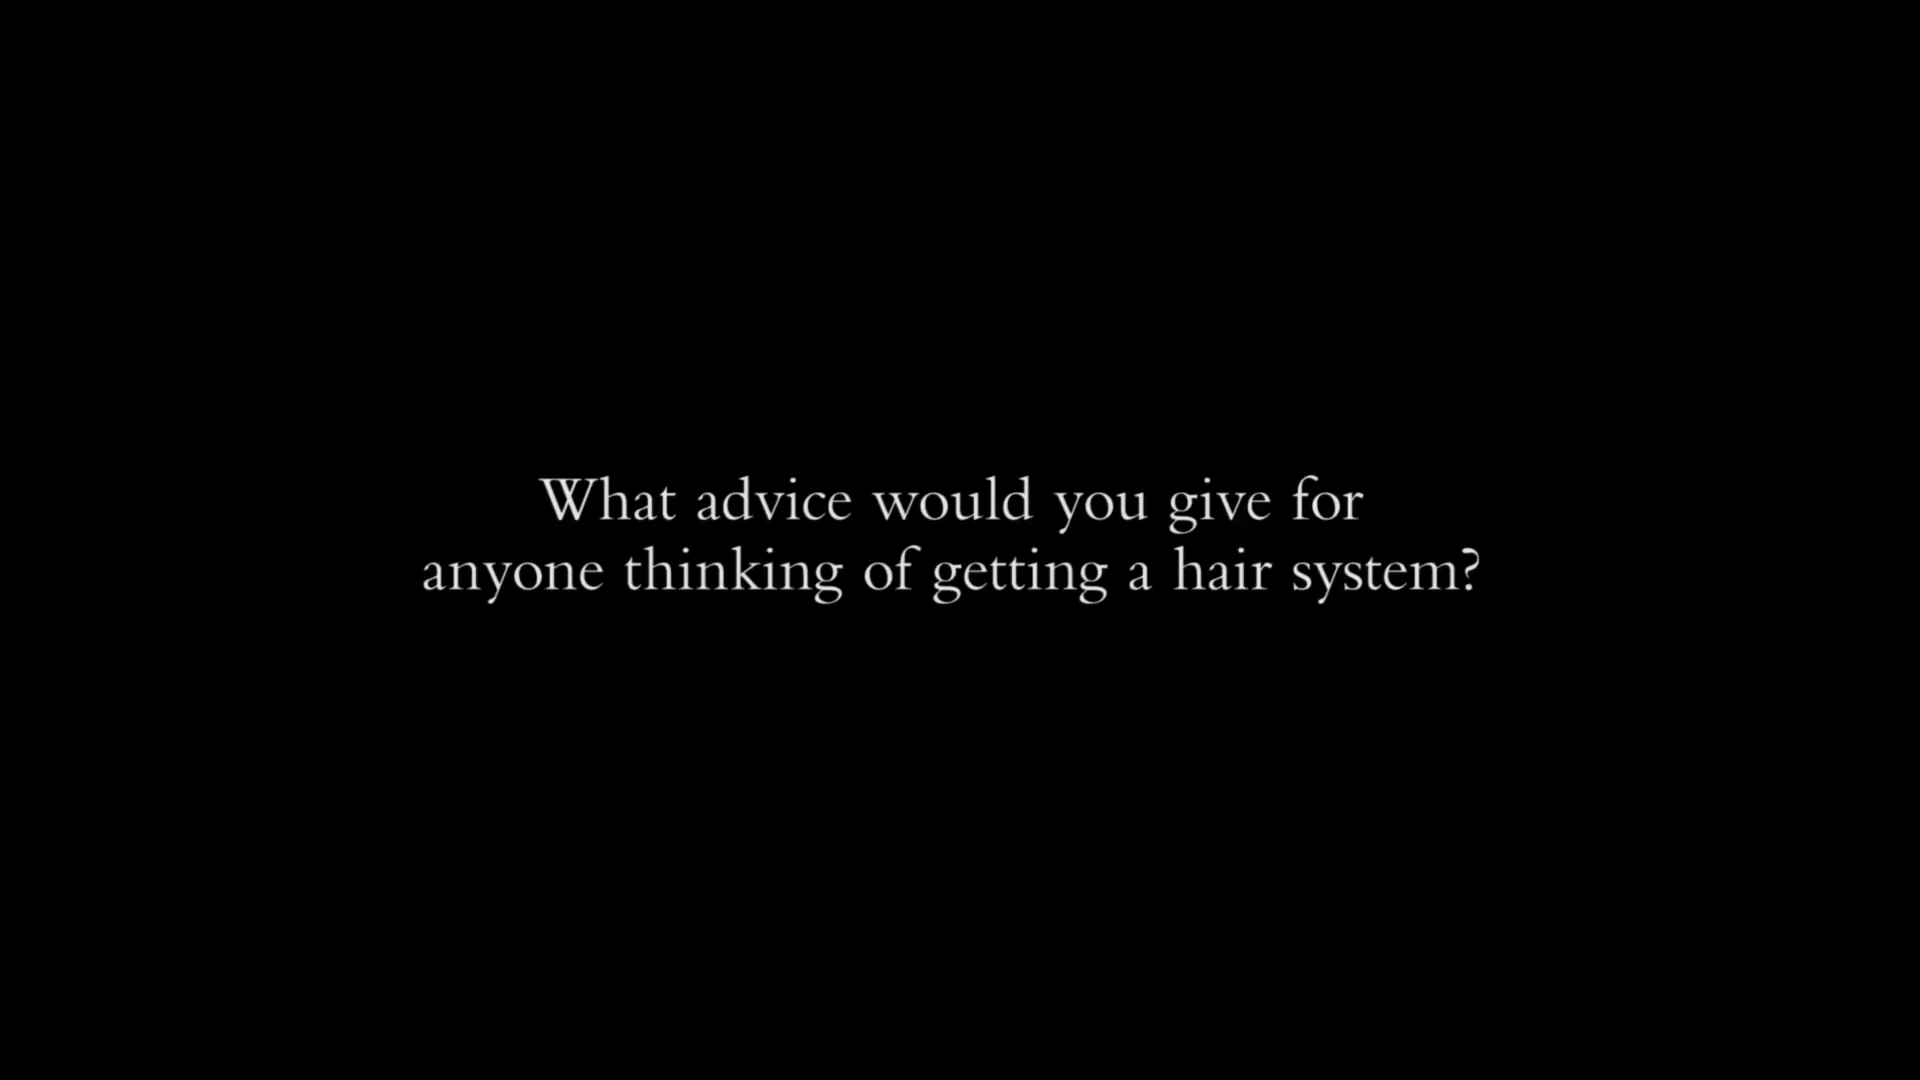 What advice would you give for
anyone thinking of getting a hair system?